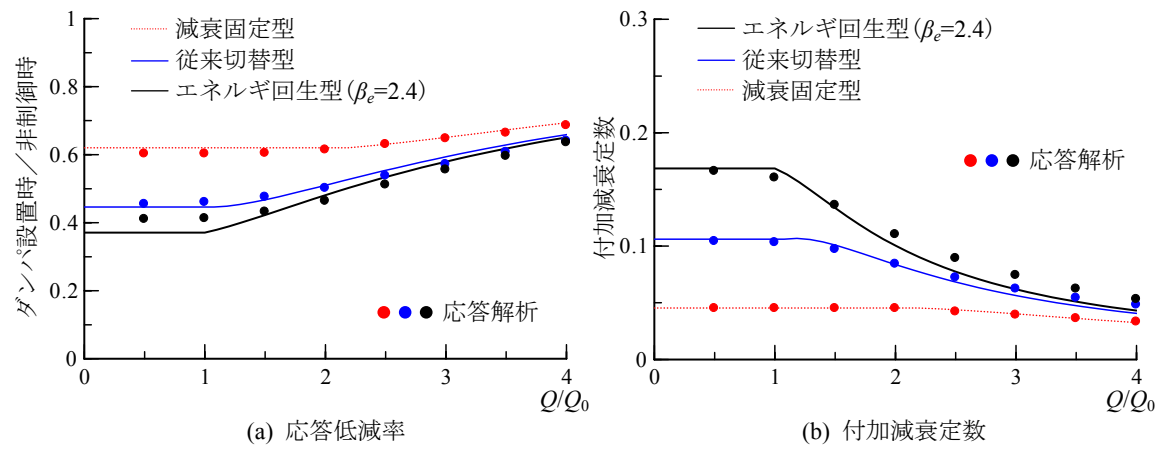 ダンパ設置時／非制御時
1
0.8
0.6
0.4
0.2
0
減衰固定型
従来切替型
エネルギ回生型(βe=2.4)
応答解析
0 1 2 3 4
Q/Q0
(a) 応答低減率
付加減衰定数
0.3
0.2
0.1
0
エネルギ回生型(βe=2.4)
従来切替型
減衰固定型
応答解析
0 1 2 3 4
Q/Q0
(b) 付加減衰定数